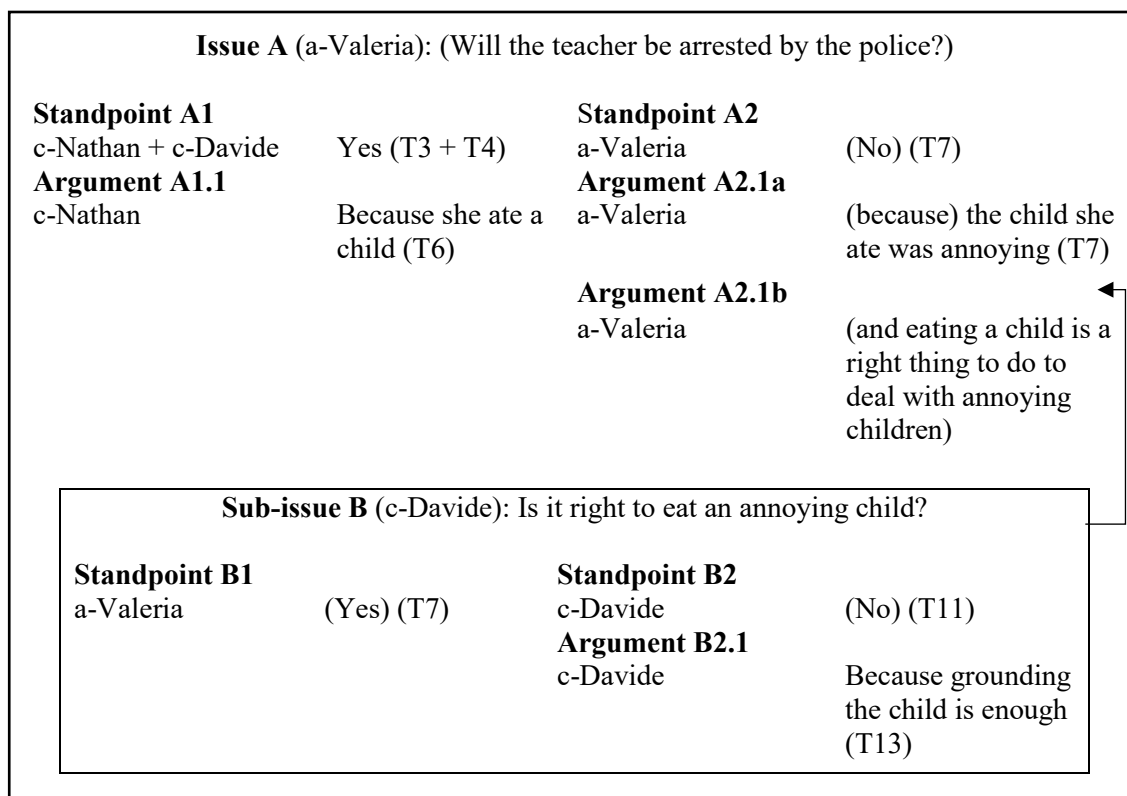 Issue A (a-Valeria): (Will the teacher be arrested by the police?)
Standpoint A1
c-Nathan + c-Davide Yes (T3 + T4)
Argument A1.1
c-Nathan Because she ate a
child (T6)
Standpoint A2
a-Valeria (No) (T7)
Argument A2.1a
a-Valeria (because) the child she
ate was annoying (T7)
Argument A2.1b
a-Valeria (and eating a child is a
right thing to do to
deal with annoying
children)
Sub-issue B (c-Davide): Is it right to eat an annoying child?
Standpoint B1
a-Valeria (Yes) (T7)
Standpoint B2
c-Davide (No) (T11)
Argument B2.1
c-Davide Because grounding
the child is enough
(T13)